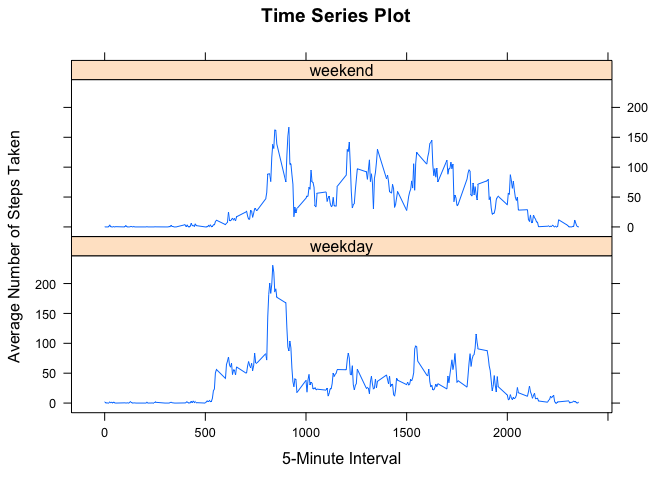 Time Series Plot
weekend
200
150
100
50
0
weekday
200
150
100
50
0
0 500 1000 1500 2000
5-Minute Interval
Average Number of Steps Taken